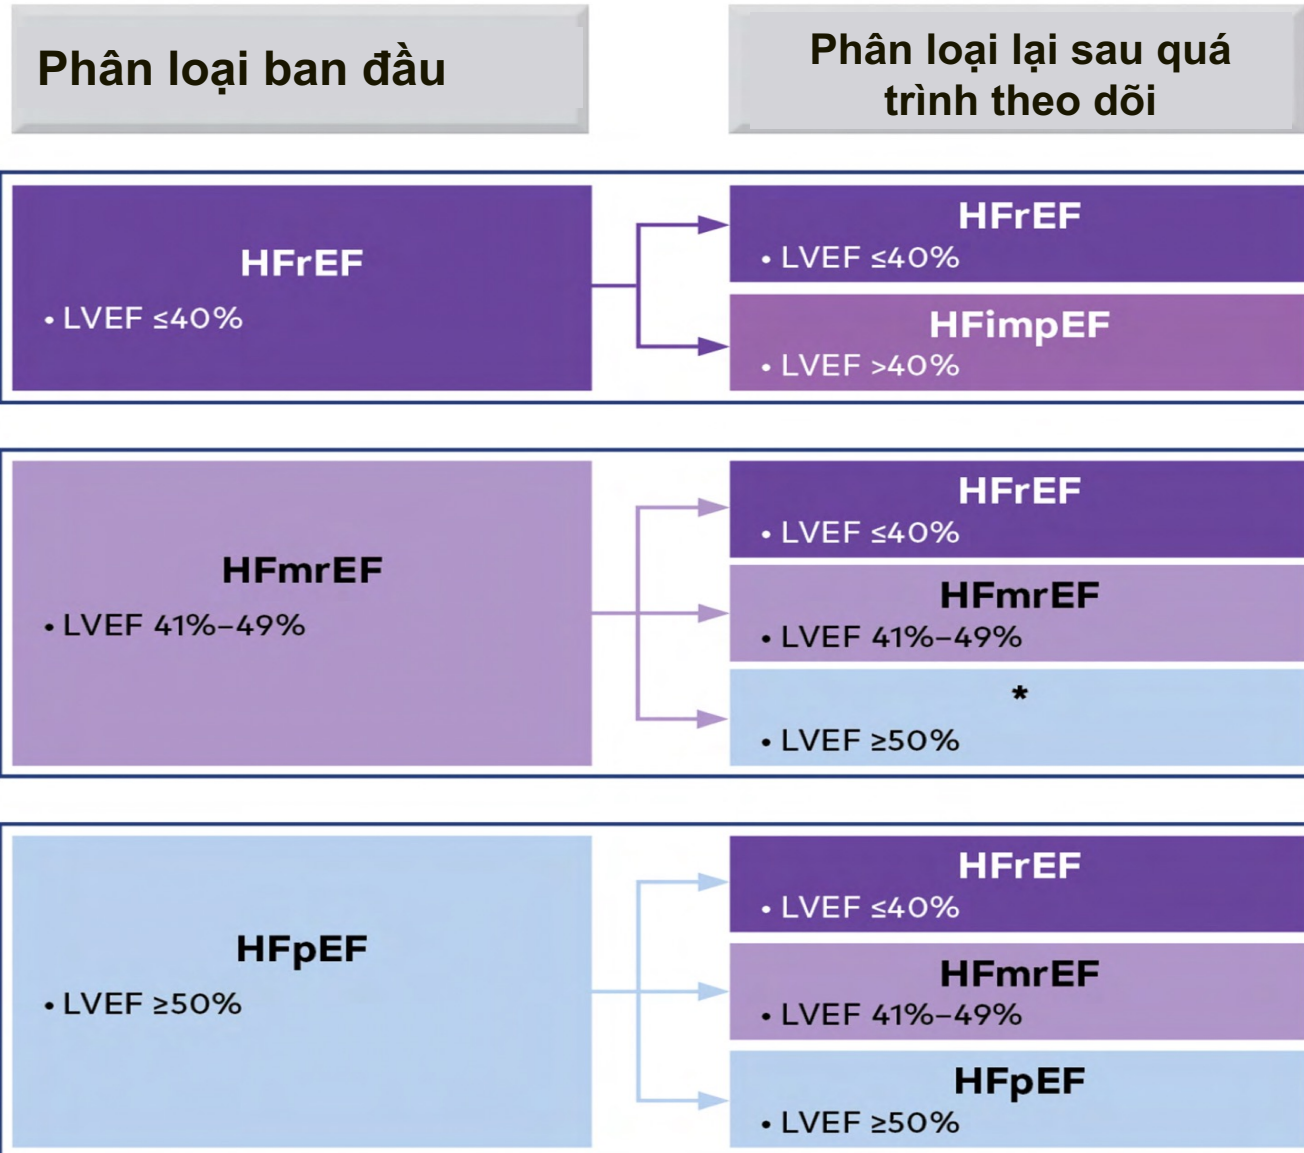 Phân loại ban đầu
Phân loại lại sau quá
trình theo dõi
HFrEF
• LVEF ≤40%
HFrEF
• LVEF ≤40%
HFimpEF
• LVEF >40%
HFmrEF
• LVEF 41%–49%
HFrEF
• LVEF ≤40%
HFmrEF
• LVEF 41%–49%
*
• LVEF ≥50%
HFpEF
• LVEF ≥50%
HFrEF
• LVEF ≤40%
HFmrEF
• LVEF 41%–49%
HFpEF
• LVEF ≥50%